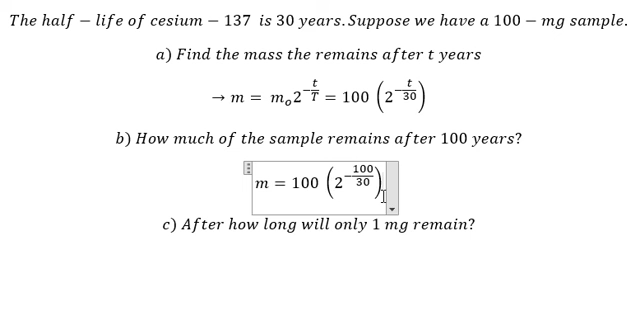 The half − life of cesium − 137 is 30 years. Suppose we have a 100 − mg sample.
a) Find the mass the remains after t years
→ m = mₒ2^(−t/T) = 100 (2^(−t/30))
b) How much of the sample remains after 100 years?
m = 100 (2^(−100/30))
c) After how long will only 1 mg remain?